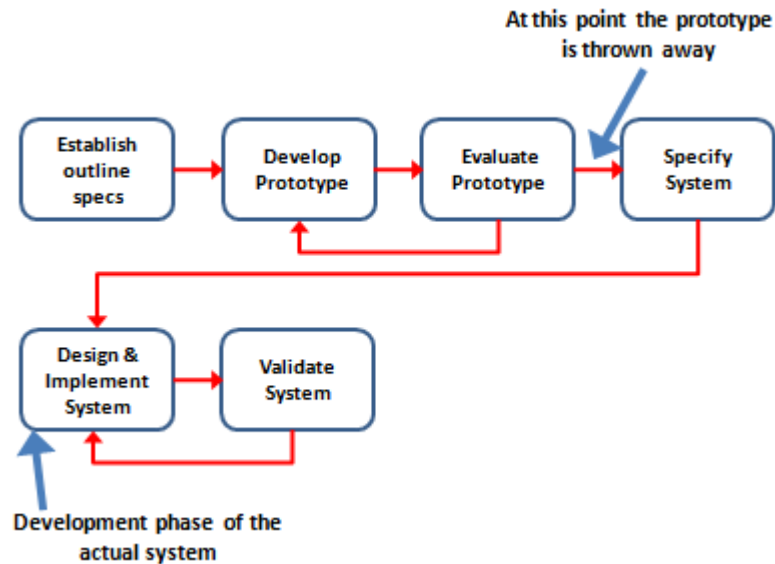 At this point the prototype
is thrown away
Establish
outline
specs
Develop
Prototype
Evaluate
Prototype
Specify
System
Design &
Implement
System
Validate
System
Development phase of the
actual system